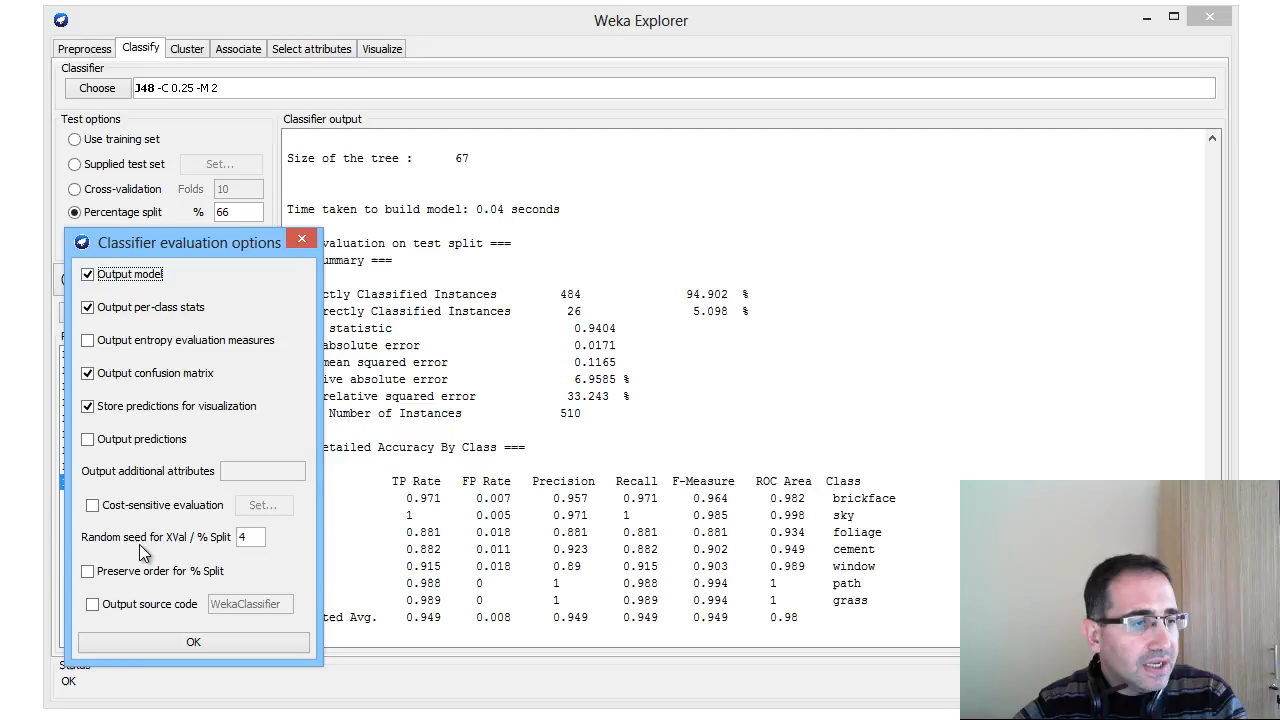 Weka Explorer
Preprocess Classify Cluster Associate Select attributes Visualize
Classifier
Choose J48 -C 0.25 -M 2
Test options
Use training set
Supplied test set Set...
Cross-validation Folds 10
Percentage split % 66
Classifier evaluation options
Output model
Output per-class stats
Output entropy evaluation measures
Output confusion matrix
Store predictions for visualization
Output predictions
Output additional attributes
Cost-sensitive evaluation Set...
Random seed for XVal / % Split 4
Preserve order for % Split
Output source code WekaClassifier
OK
Classifier output
Size of the tree : 67
Time taken to build model: 0.04 seconds
valuation on test split ===
ummary ===
ctly Classified Instances 484 94.902 %
rectly Classified Instances 26 5.098 %
statistic 0.9404
absolute error 0.0171
mean squared error 0.1165
ive absolute error 6.9585 %
relative squared error 33.243 %
Number of Instances 510
etailed Accuracy By Class ===
TP Rate FP Rate Precision Recall F-Measure ROC Area Class
0.971 0.007 0.957 0.971 0.964 0.982 brickface
1 0.005 0.971 1 0.985 0.998 sky
0.881 0.018 0.881 0.881 0.881 0.934 foliage
0.882 0.011 0.923 0.882 0.902 0.949 cement
0.915 0.018 0.89 0.915 0.903 0.989 window
0.988 0 1 0.988 0.994 1 path
0.989 0 1 0.989 0.994 1 grass
ted Avg. 0.949 0.008 0.949 0.949 0.949 0.98
Status
OK